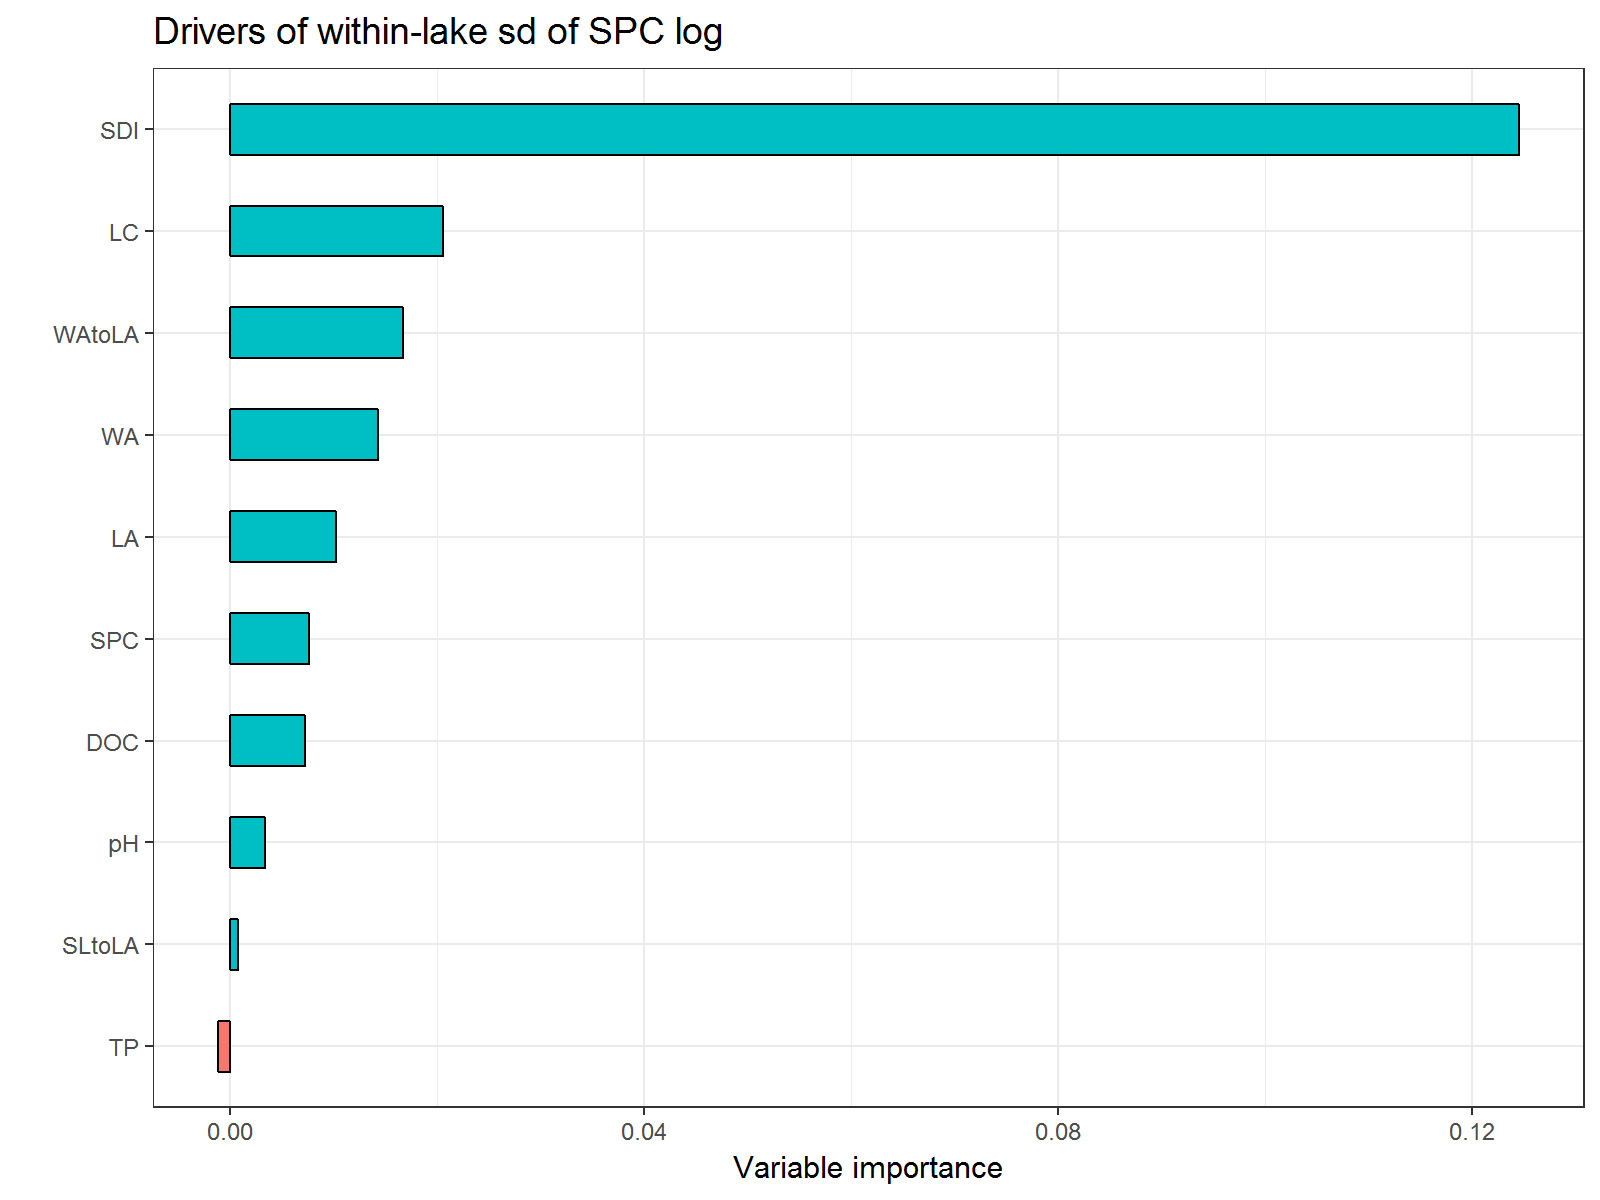 Drivers of within-lake sd of SPC log
SDI
LC
WAtoLA
WA
LA
SPC
DOC
pH
SLtoLA
TP
0.00 0.04 0.08 0.12
Variable importance